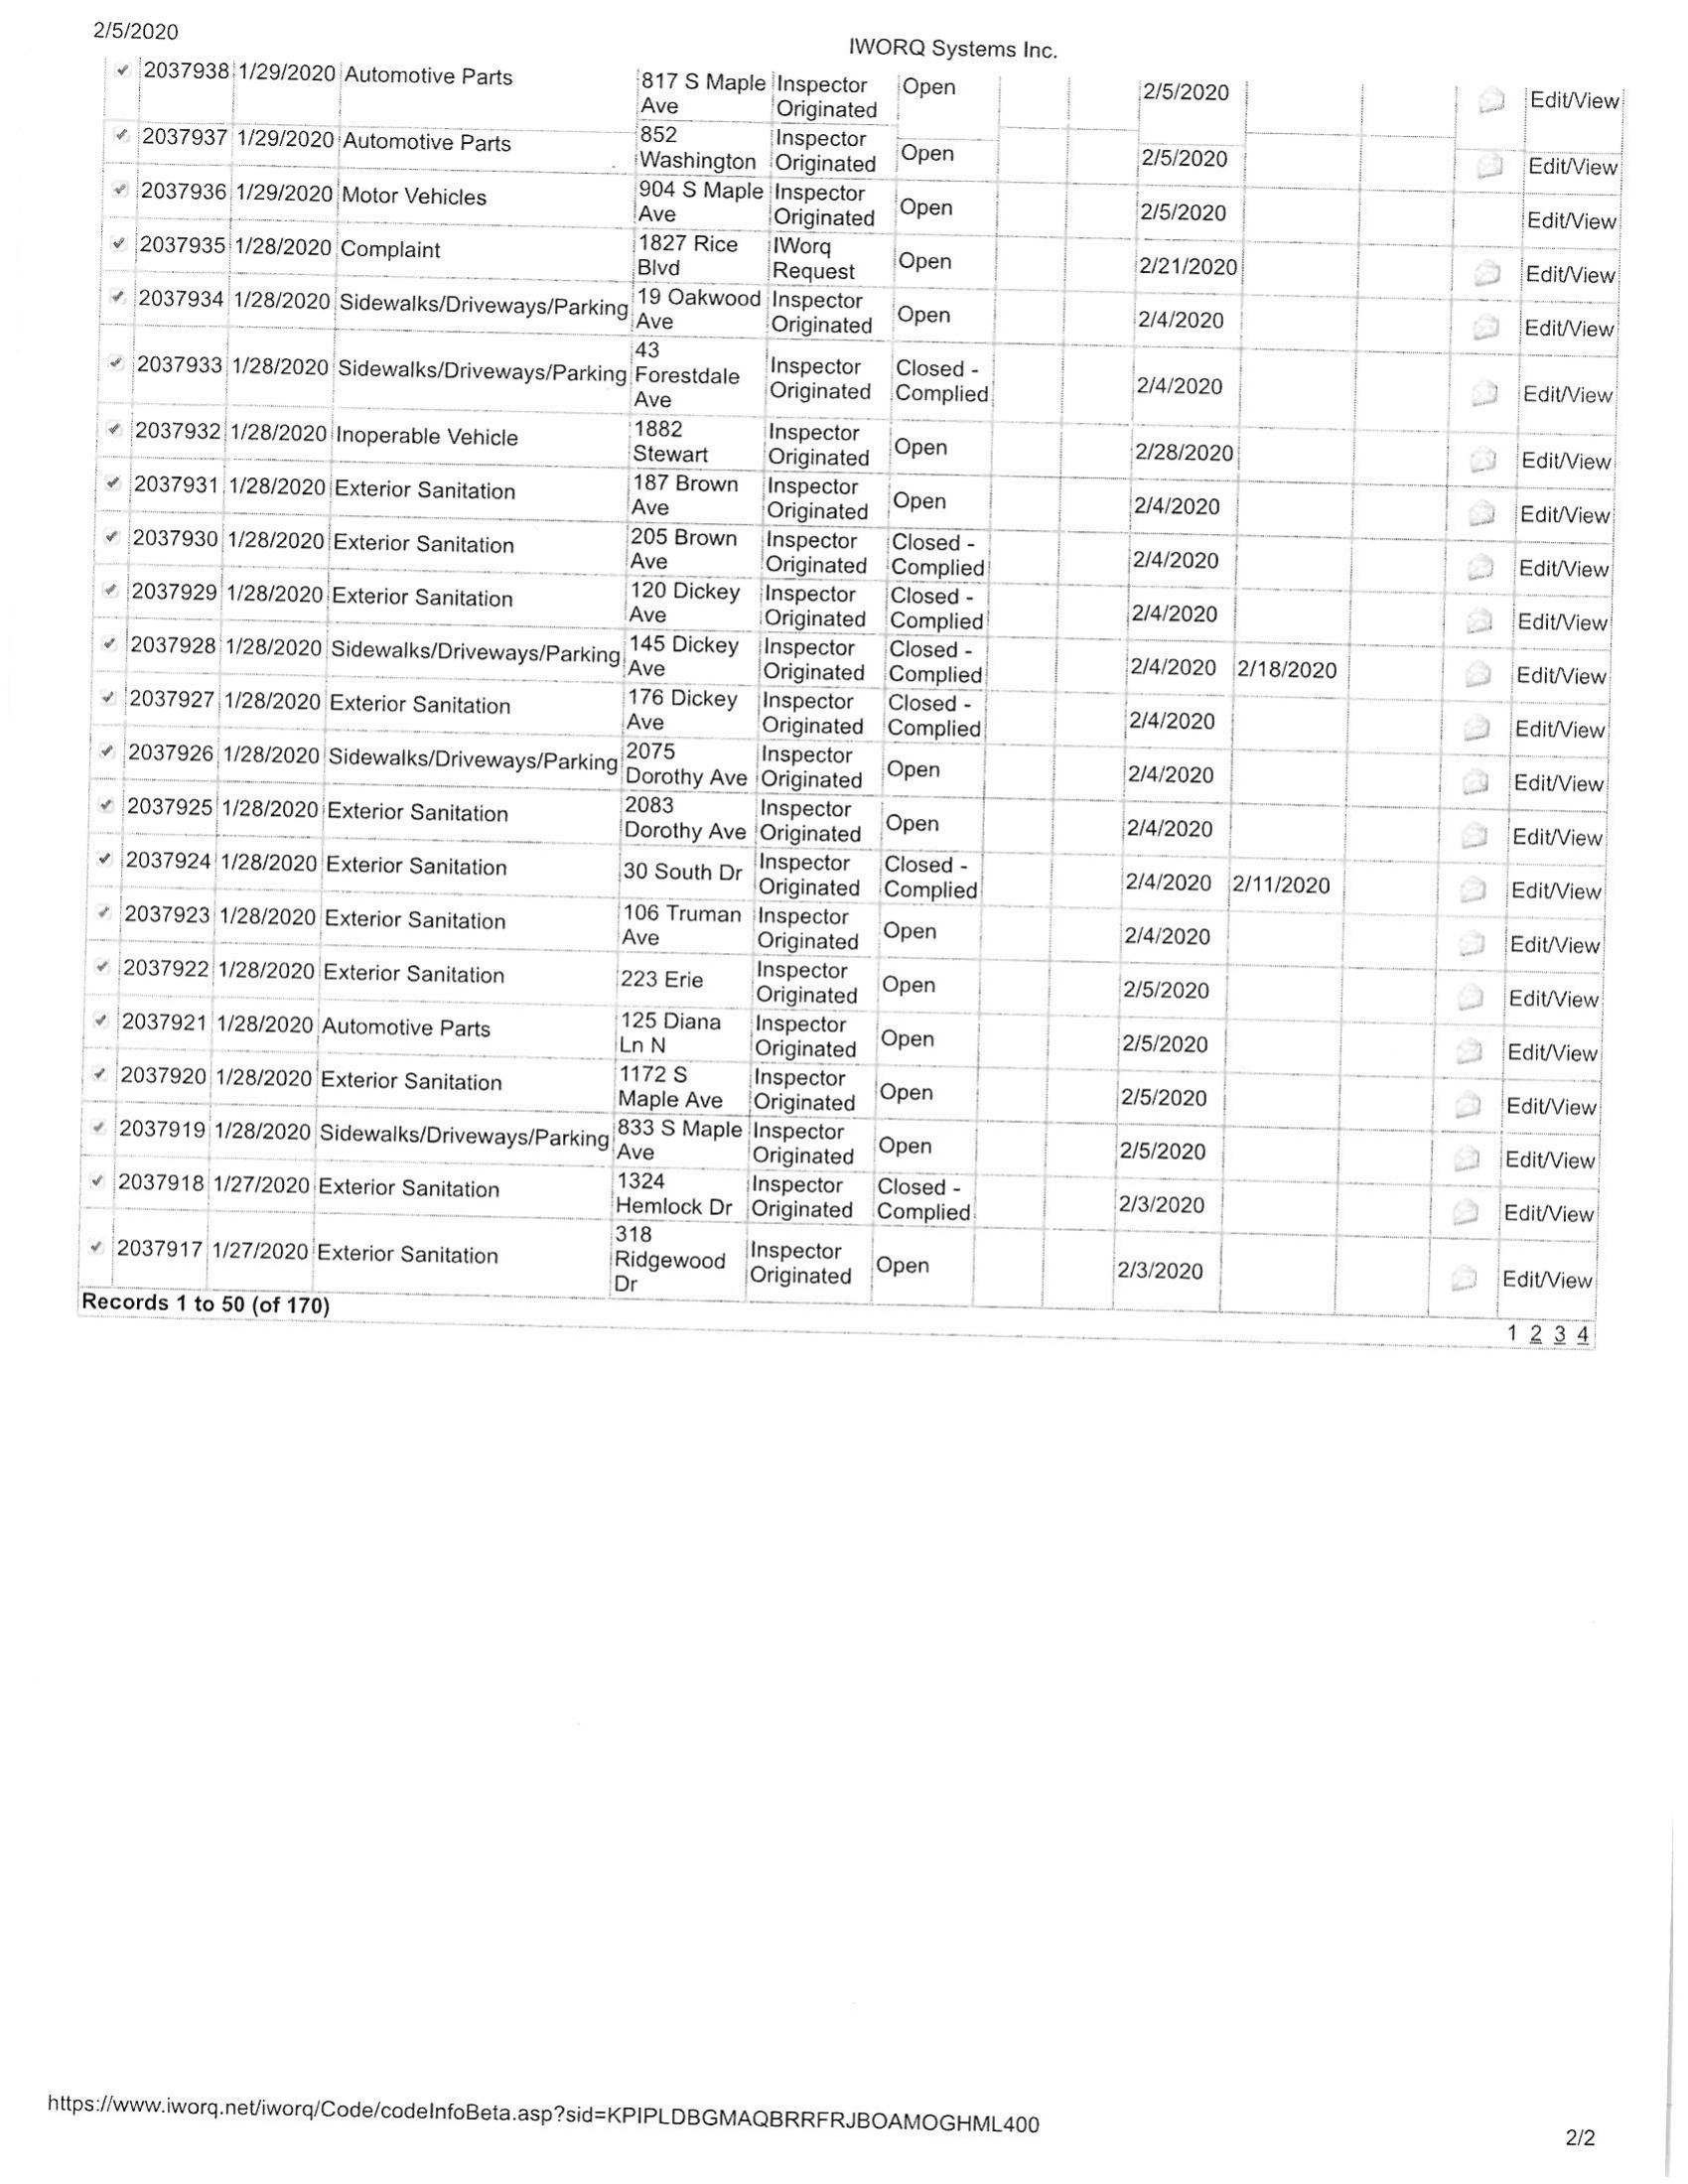 2/5/2020
IWORQ Systems Inc.
2037938 1/29/2020 Automotive Parts 817 S Maple Ave Inspector Originated Open 2/5/2020 Edit/View
2037937 1/29/2020 Automotive Parts 852 Washington Inspector Originated Open 2/5/2020 Edit/View
2037936 1/29/2020 Motor Vehicles 904 S Maple Ave Inspector Originated Open 2/5/2020 Edit/View
2037935 1/28/2020 Complaint 1827 Rice Blvd IWorq Request Open 2/21/2020 Edit/View
2037934 1/28/2020 Sidewalks/Driveways/Parking 19 Oakwood Ave Inspector Originated Open 2/4/2020 Edit/View
2037933 1/28/2020 Sidewalks/Driveways/Parking 43 Forestdale Ave Inspector Originated Closed - Complied 2/4/2020 Edit/View
2037932 1/28/2020 Inoperable Vehicle 1882 Stewart Inspector Originated Open 2/28/2020 Edit/View
2037931 1/28/2020 Exterior Sanitation 187 Brown Ave Inspector Originated Open 2/4/2020 Edit/View
2037930 1/28/2020 Exterior Sanitation 205 Brown Ave Inspector Originated Closed - Complied 2/4/2020 Edit/View
2037929 1/28/2020 Exterior Sanitation 120 Dickey Ave Inspector Originated Closed - Complied 2/4/2020 Edit/View
2037928 1/28/2020 Sidewalks/Driveways/Parking 145 Dickey Ave Inspector Originated Closed - Complied 2/4/2020 2/18/2020 Edit/View
2037927 1/28/2020 Exterior Sanitation 176 Dickey Ave Inspector Originated Closed - Complied 2/4/2020 Edit/View
2037926 1/28/2020 Sidewalks/Driveways/Parking 2075 Dorothy Ave Inspector Originated Open 2/4/2020 Edit/View
2037925 1/28/2020 Exterior Sanitation 2083 Dorothy Ave Inspector Originated Open 2/4/2020 Edit/View
2037924 1/28/2020 Exterior Sanitation 30 South Dr Inspector Originated Closed - Complied 2/4/2020 2/11/2020 Edit/View
2037923 1/28/2020 Exterior Sanitation 106 Truman Ave Inspector Originated Open 2/4/2020 Edit/View
2037922 1/28/2020 Exterior Sanitation 223 Erie Inspector Originated Open 2/5/2020 Edit/View
2037921 1/28/2020 Automotive Parts 125 Diana Ln N Inspector Originated Open 2/5/2020 Edit/View
2037920 1/28/2020 Exterior Sanitation 1172 S Maple Ave Inspector Originated Open 2/5/2020 Edit/View
2037919 1/28/2020 Sidewalks/Driveways/Parking 833 S Maple Ave Inspector Originated Open 2/5/2020 Edit/View
2037918 1/27/2020 Exterior Sanitation 1324 Hemlock Dr Inspector Originated Closed - Complied 2/3/2020 Edit/View
2037917 1/27/2020 Exterior Sanitation 318 Ridgewood Dr Inspector Originated Open 2/3/2020 Edit/View
Records 1 to 50 (of 170)
1 2 3 4
https://www.iworq.net/iworq/Code/codeInfoBeta.asp?sid=KPIPLDBGMAQBRRFRJBOAMOGHML400
2/2